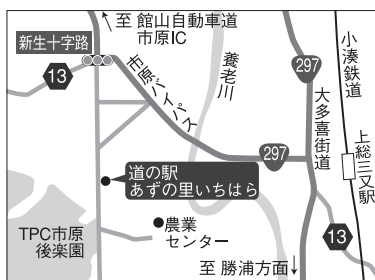 至 館山自動車道
市原IC
新生十字路
13
市原バイパス
養老川
297
大多喜街道
小湊鉄道
上総三又駅
297
道の駅
あずの里いちはら
農業
センター
13
TPC市原
後楽園
至 勝浦方面